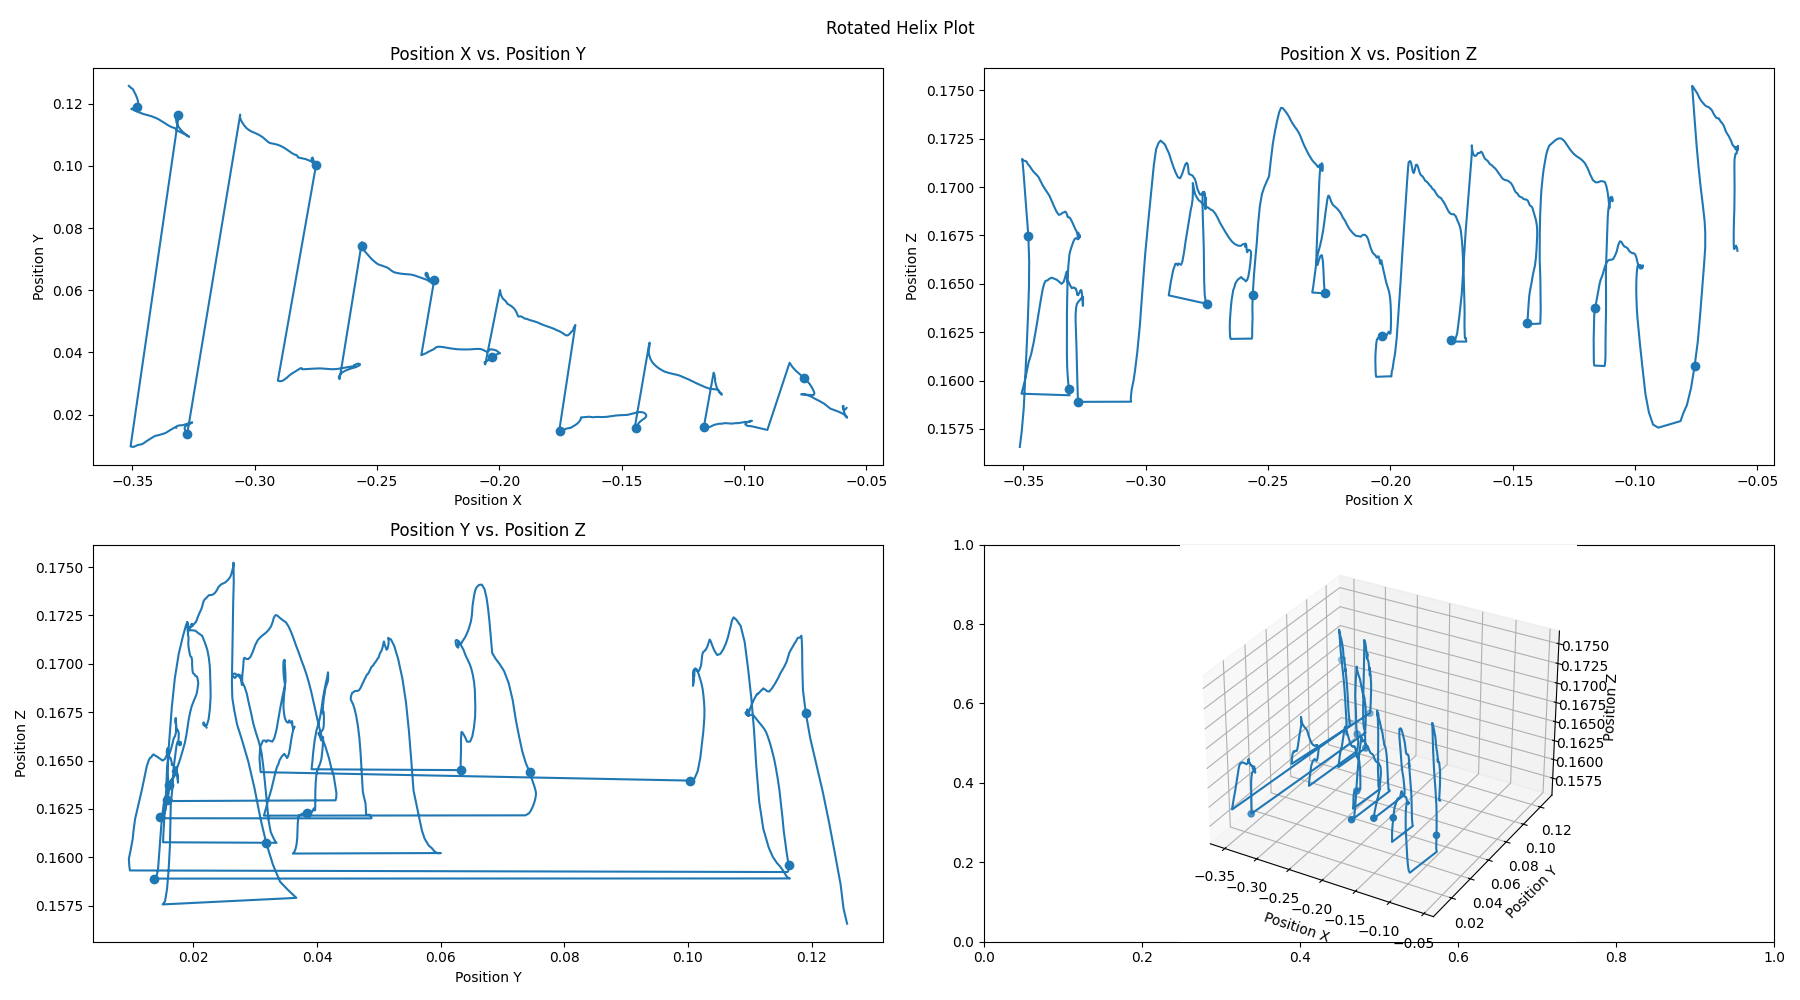 Rotated Helix Plot
Position X vs. Position Y
Position Y
0.12
0.10
0.08
0.06
0.04
0.02
−0.35 −0.30 −0.25 −0.20 −0.15 −0.10 −0.05
Position X
Position X vs. Position Z
Position Z
0.1750
0.1725
0.1700
0.1675
0.1650
0.1625
0.1600
0.1575
−0.35 −0.30 −0.25 −0.20 −0.15 −0.10 −0.05
Position X
Position Y vs. Position Z
Position Z
0.1750
0.1725
0.1700
0.1675
0.1650
0.1625
0.1600
0.1575
0.02 0.04 0.06 0.08 0.10 0.12
Position Y
1.0
0.8
0.6
0.4
0.2
0.0
0.0 0.2 0.4 0.6 0.8 1.0
0.1750
0.1725
0.1700
0.1675
0.1650
0.1625
0.1600
0.1575
Position Z
0.12
0.10
0.08
0.06
0.04
0.02
Position Y
−0.35
−0.30
−0.25
−0.20
−0.15
−0.10
−0.05
Position X